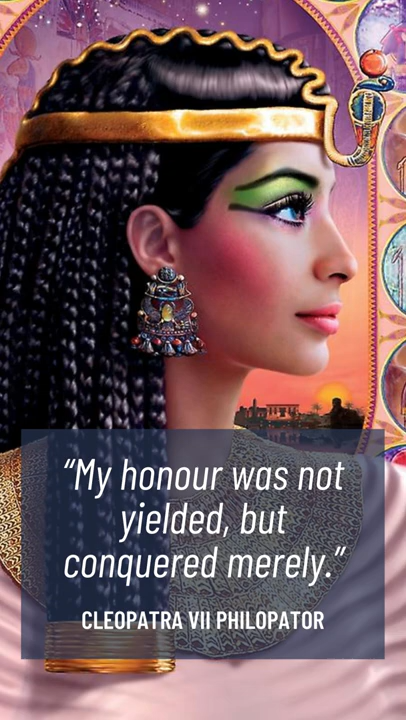 “My honour was not
yielded, but
conquered merely.”
CLEOPATRA VII PHILOPATOR